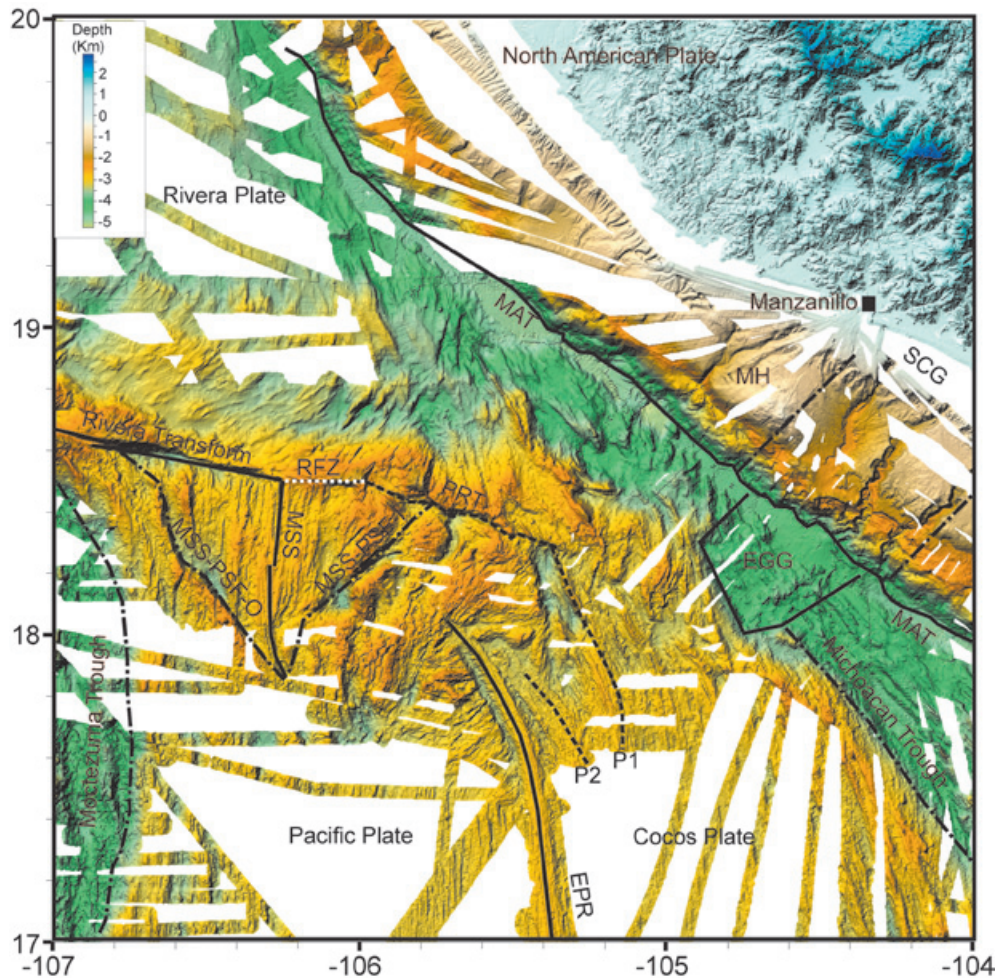 20
Depth
(Km)
2
1
0
-1
-2
-3
-4
-5
North American Plate
Rivera Plate
19
MAT
Manzanillo
SCG
MH
Rivera Transform
RFZ
RRT
MSS
MSS PSF O
EGG
18
MAT
Moctezuma Trough
Michoacan Trough
P2
P1
Pacific Plate
Cocos Plate
EPR
17
-107
-106
-105
-104